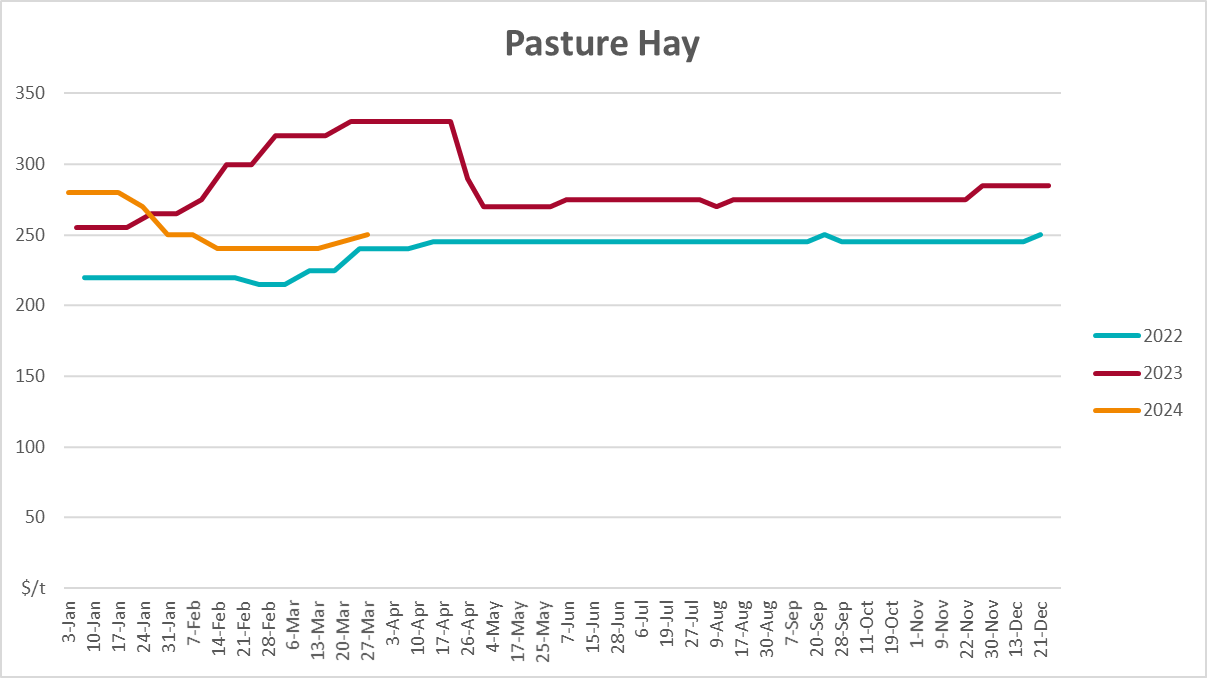 Pasture Hay
350
300
250
200
150
100
50
$/t
3-Jan
10-Jan
17-Jan
24-Jan
31-Jan
7-Feb
14-Feb
21-Feb
28-Feb
6-Mar
13-Mar
20-Mar
27-Mar
3-Apr
10-Apr
17-Apr
26-Apr
4-May
17-May
25-May
7-Jun
15-Jun
28-Jun
6-Jul
19-Jul
27-Jul
9-Aug
17-Aug
30-Aug
7-Sep
20-Sep
28-Sep
11-Oct
19-Oct
1-Nov
9-Nov
22-Nov
30-Nov
13-Dec
21-Dec
2022
2023
2024